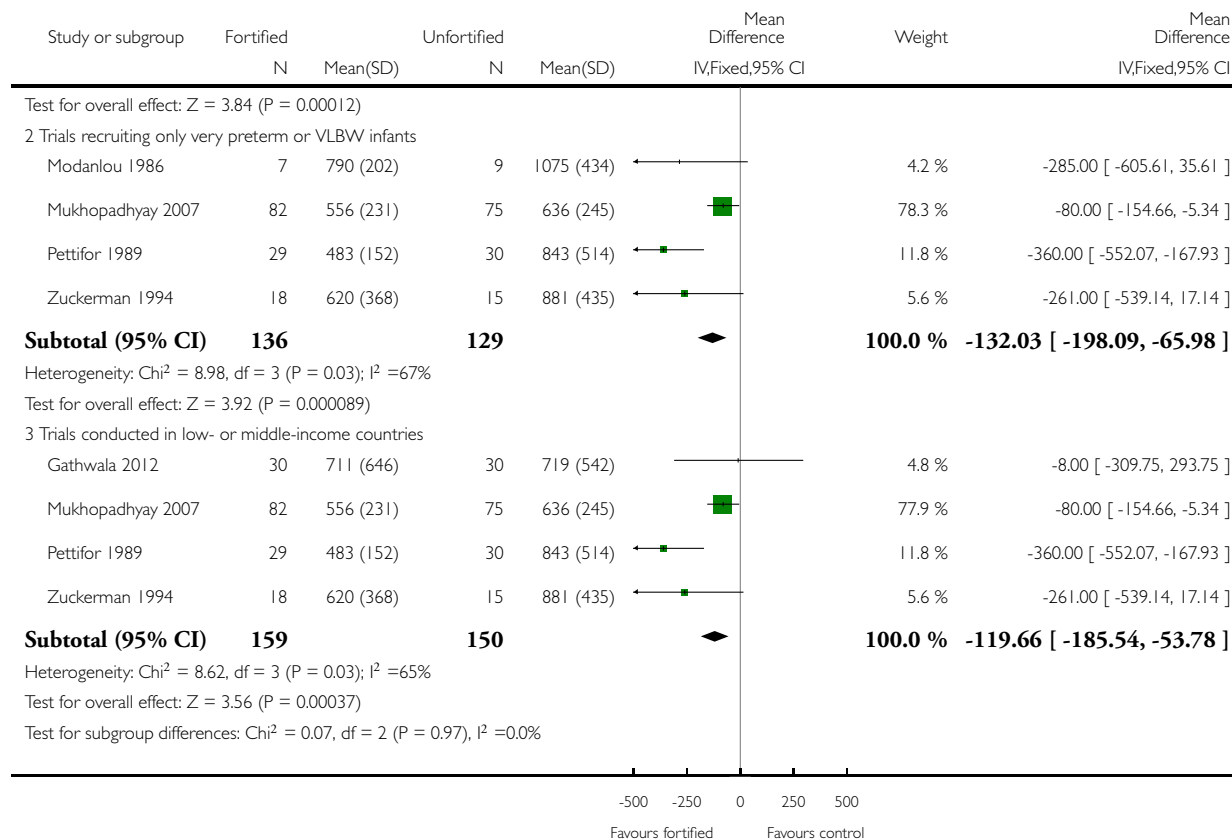 Study or subgroup Fortified Unfortified Mean Difference Weight Mean Difference
N Mean(SD) N Mean(SD) IV,Fixed,95% CI IV,Fixed,95% CI
Test for overall effect: Z = 3.84 (P = 0.00012)
2 Trials recruiting only very preterm or VLBW infants
Modanlou 1986 7 790 (202) 9 1075 (434) 4.2 % -285.00 [ -605.61, 35.61 ]
Mukhopadhyay 2007 82 556 (231) 75 636 (245) 78.3 % -80.00 [ -154.66, -5.34 ]
Pettifor 1989 29 483 (152) 30 843 (514) 11.8 % -360.00 [ -552.07, -167.93 ]
Zuckerman 1994 18 620 (368) 15 881 (435) 5.6 % -261.00 [ -539.14, 17.14 ]
Subtotal (95% CI) 136 129 100.0 % -132.03 [ -198.09, -65.98 ]
Heterogeneity: Chi² = 8.98, df = 3 (P = 0.03); I² =67%
Test for overall effect: Z = 3.92 (P = 0.000089)
3 Trials conducted in low- or middle-income countries
Gathwala 2012 30 711 (646) 30 719 (542) 4.8 % -8.00 [ -309.75, 293.75 ]
Mukhopadhyay 2007 82 556 (231) 75 636 (245) 77.9 % -80.00 [ -154.66, -5.34 ]
Pettifor 1989 29 483 (152) 30 843 (514) 11.8 % -360.00 [ -552.07, -167.93 ]
Zuckerman 1994 18 620 (368) 15 881 (435) 5.6 % -261.00 [ -539.14, 17.14 ]
Subtotal (95% CI) 159 150 100.0 % -119.66 [ -185.54, -53.78 ]
Heterogeneity: Chi² = 8.62, df = 3 (P = 0.03); I² =65%
Test for overall effect: Z = 3.56 (P = 0.00037)
Test for subgroup differences: Chi² = 0.07, df = 2 (P = 0.97), I² =0.0%
-500 -250 0 250 500
Favours fortified Favours control